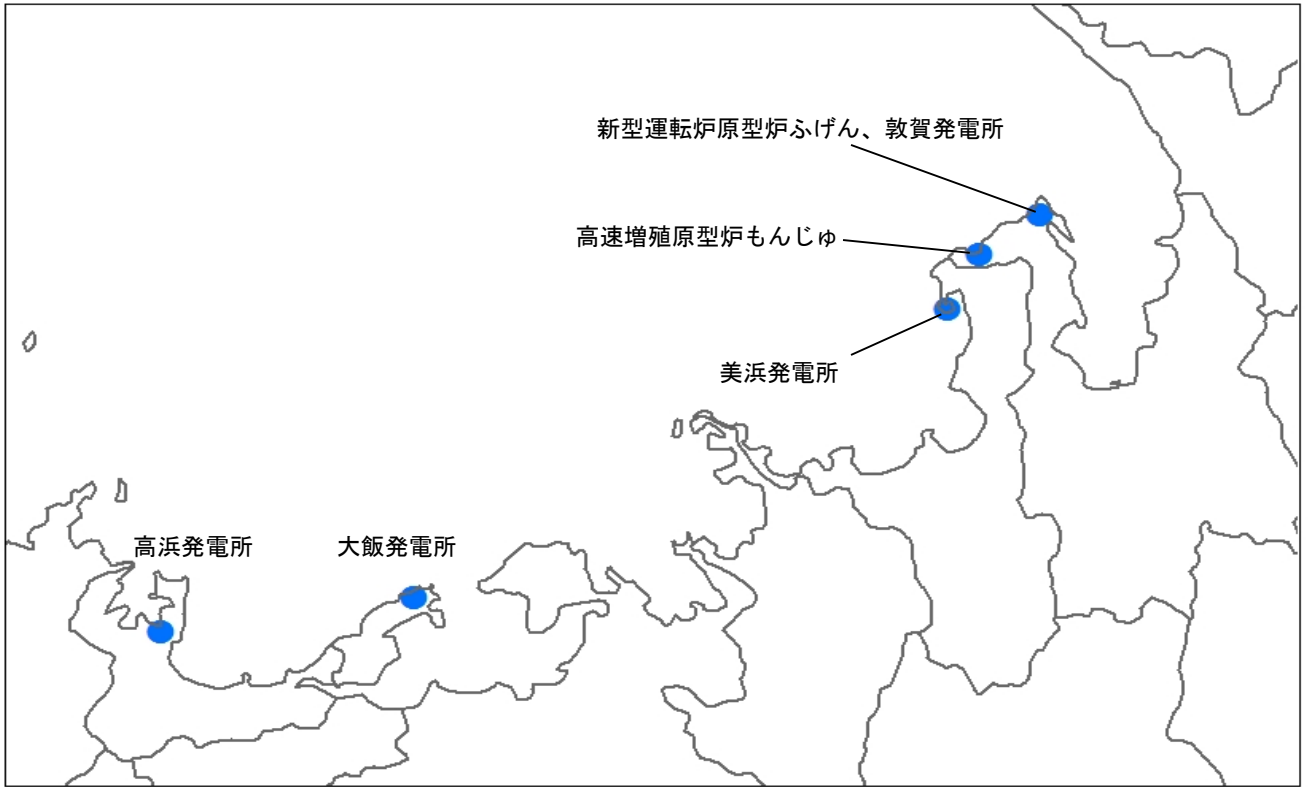 新型運転炉原型炉ふげん、敦賀発電所
高速増殖原型炉もんじゅ
美浜発電所
高浜発電所
大飯発電所